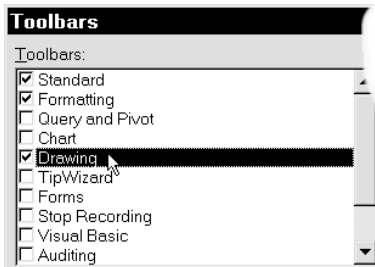 Toolbars
Toolbars:
Standard
Formatting
Query and Pivot
Chart
Drawing
TipWizard
Forms
Stop Recording
Visual Basic
Auditing